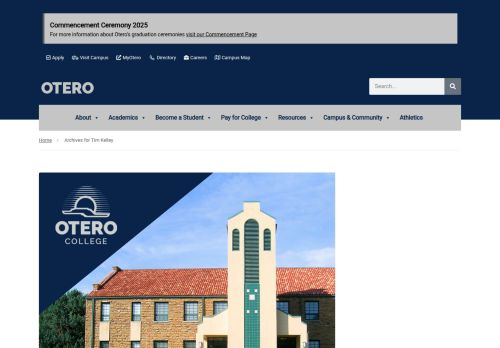 Commencement Ceremony 2025
For more information about Otero's graduation ceremonies visit our Commencement Page
Apply Visit Campus MyOtero Directory Careers Campus Map
OTERO
Search...
About Academics Become a Student Pay for College Resources Campus & Community Athletics
Home › Archives for Tim Kelley
OTERO
COLLEGE